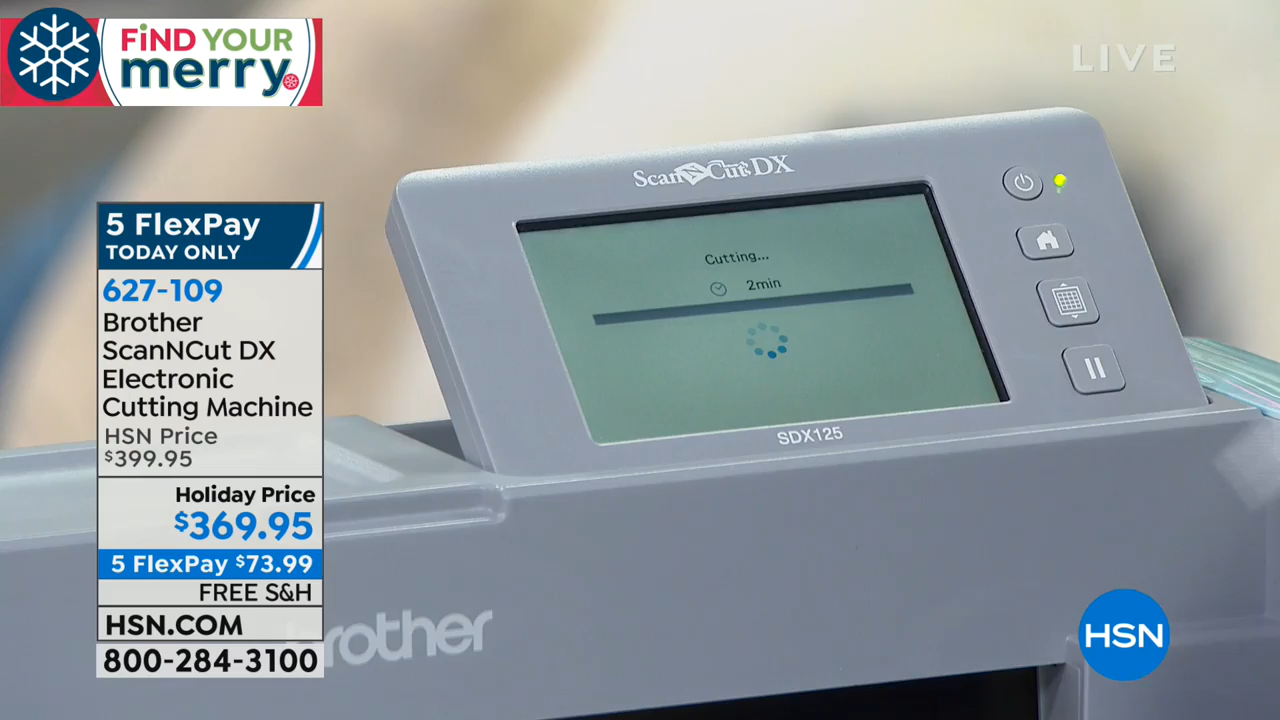 FiND YOUR
merry
LIVE
ScanNCut DX
Cutting...
2min
SDX125
5 FlexPay
TODAY ONLY
627-109
Brother
ScanNCut DX
Electronic
Cutting Machine
HSN Price
$399.95
Holiday Price
$369.95
5 FlexPay $73.99
FREE S&H
HSN.COM
800-284-3100
brother
HSN